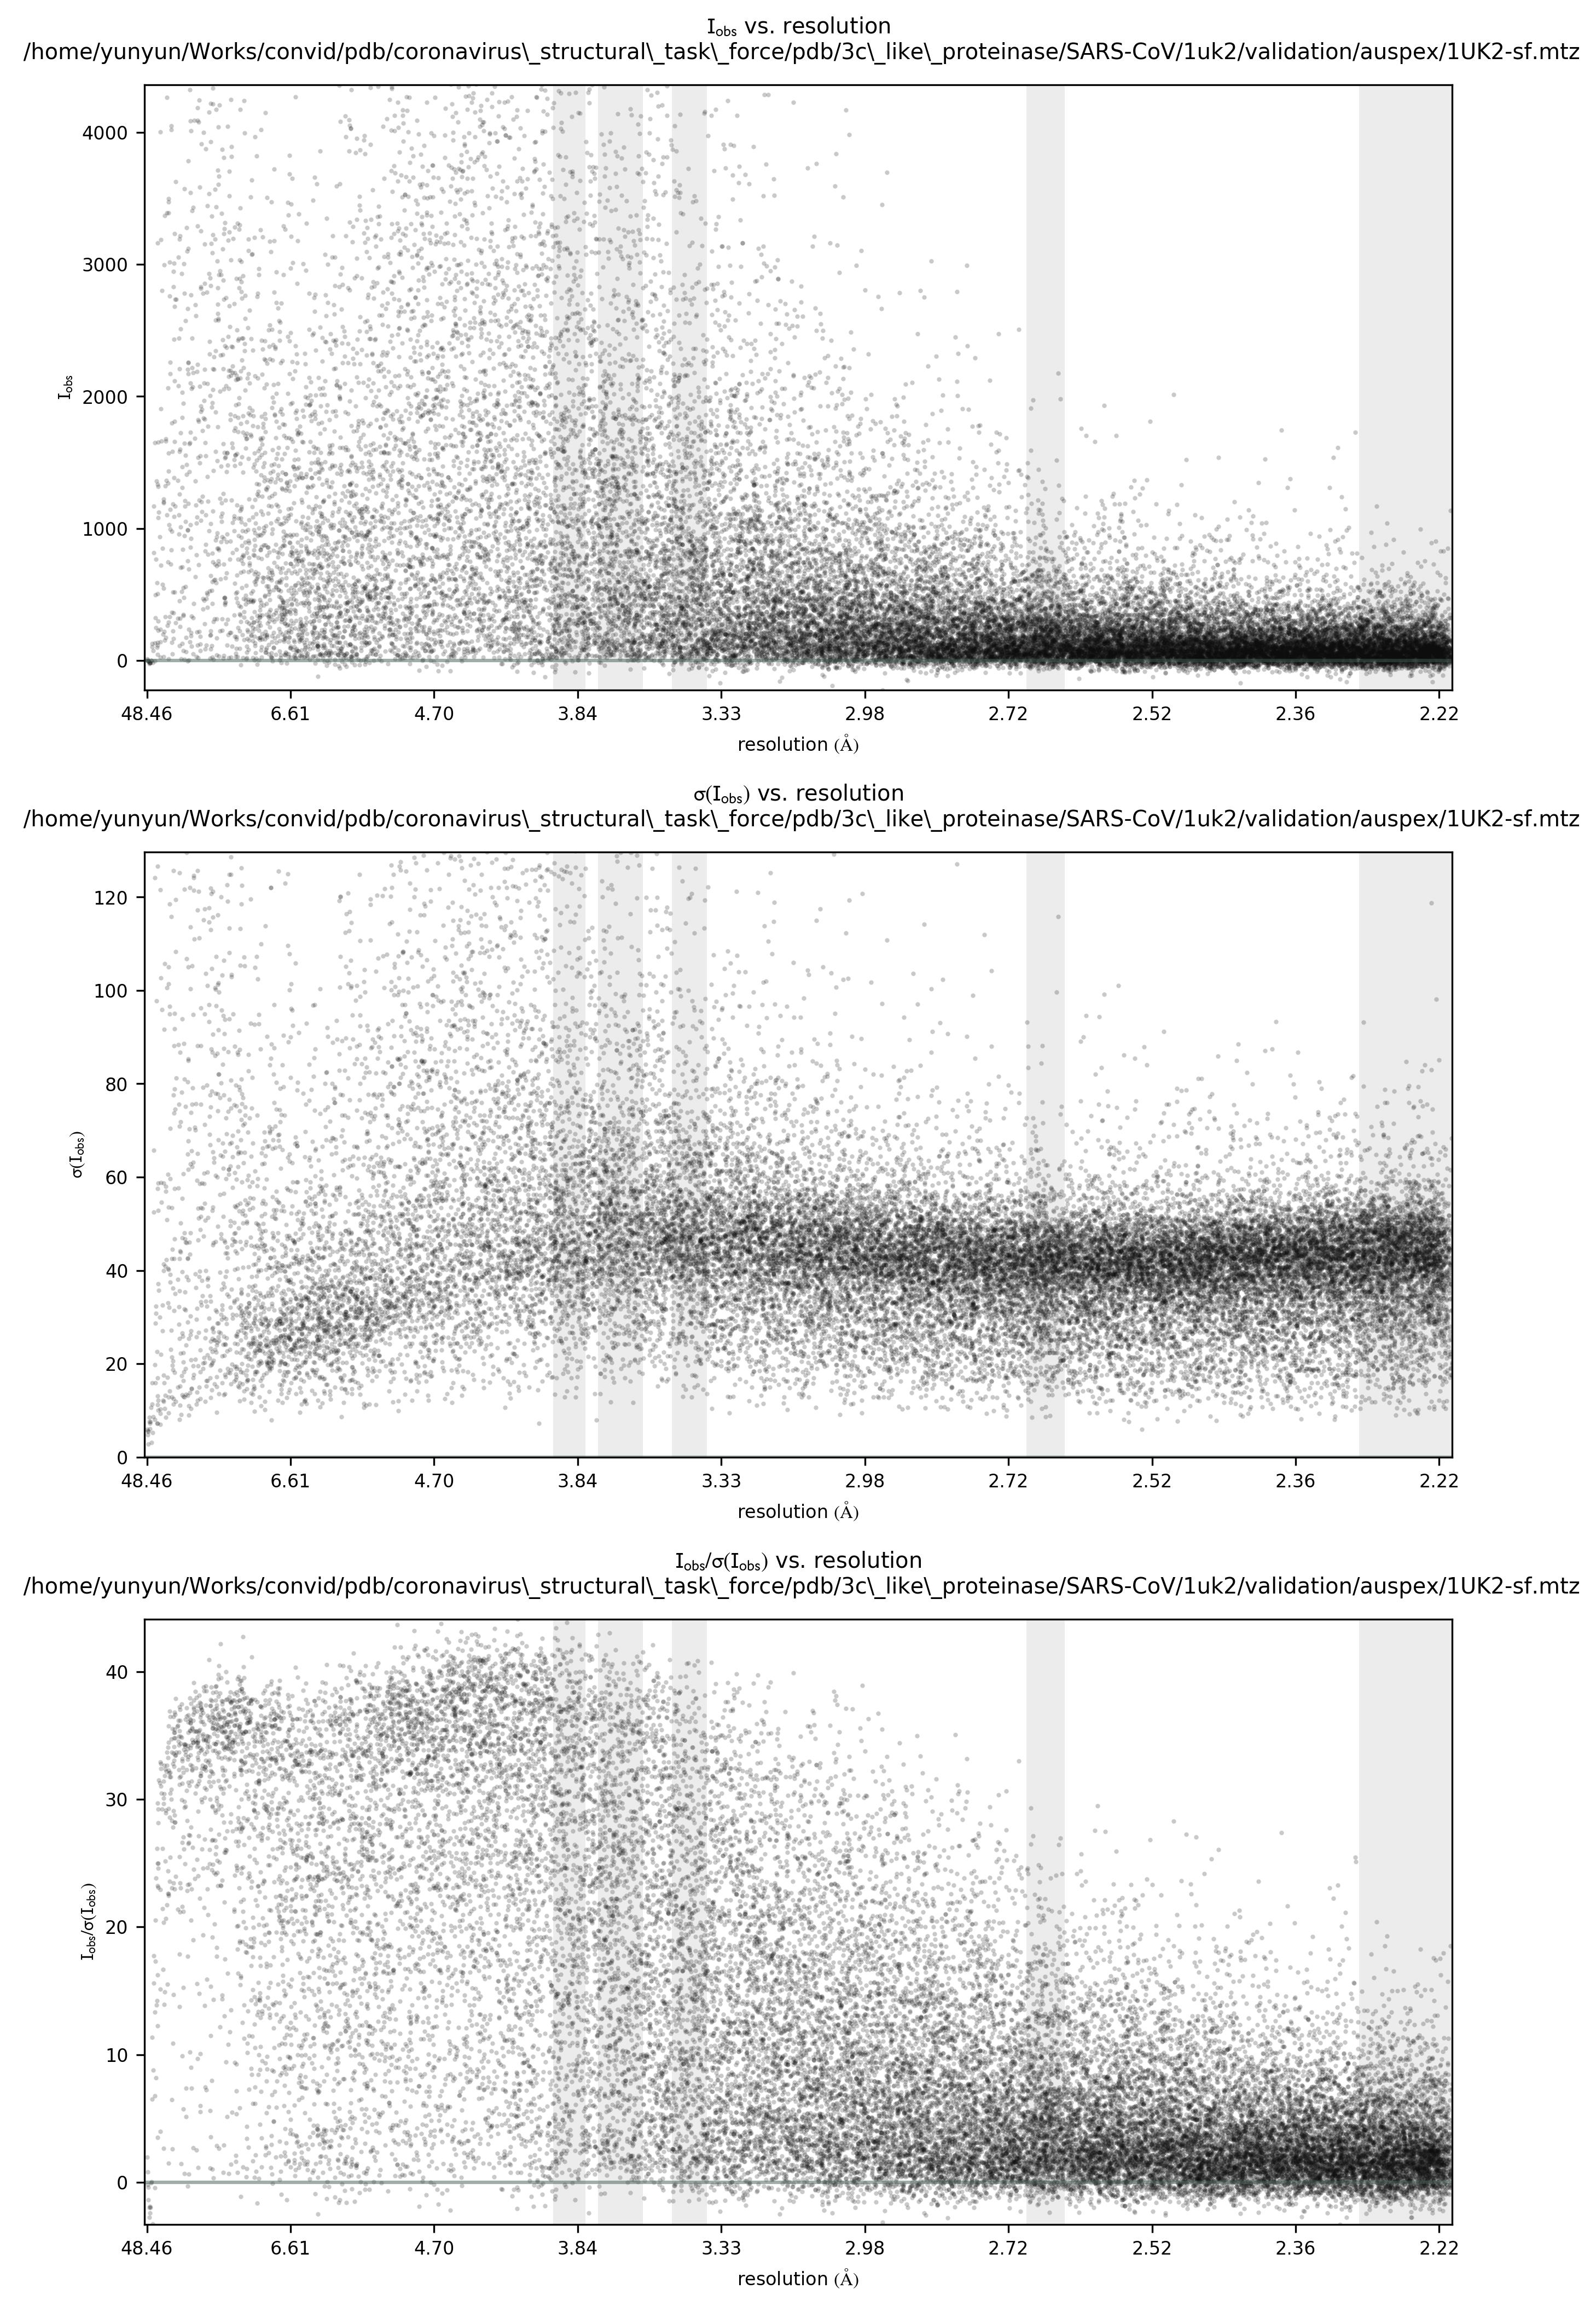 Iobs vs. resolution
/home/yunyun/Works/convid/pdb/coronavirus\_structural\_task\_force/pdb/3c\_like\_proteinase/SARS-CoV/1uk2/validation/auspex/1UK2-sf.mtz
4000
3000
2000
1000
0
Iobs
48.46 6.61 4.70 3.84 3.33 2.98 2.72 2.52 2.36 2.22
resolution (Å)
σ(Iobs) vs. resolution
/home/yunyun/Works/convid/pdb/coronavirus\_structural\_task\_force/pdb/3c\_like\_proteinase/SARS-CoV/1uk2/validation/auspex/1UK2-sf.mtz
120
100
80
60
40
20
0
σ(Iobs)
48.46 6.61 4.70 3.84 3.33 2.98 2.72 2.52 2.36 2.22
resolution (Å)
Iobs/σ(Iobs) vs. resolution
/home/yunyun/Works/convid/pdb/coronavirus\_structural\_task\_force/pdb/3c\_like\_proteinase/SARS-CoV/1uk2/validation/auspex/1UK2-sf.mtz
40
30
20
10
0
Iobs/σ(Iobs)
48.46 6.61 4.70 3.84 3.33 2.98 2.72 2.52 2.36 2.22
resolution (Å)